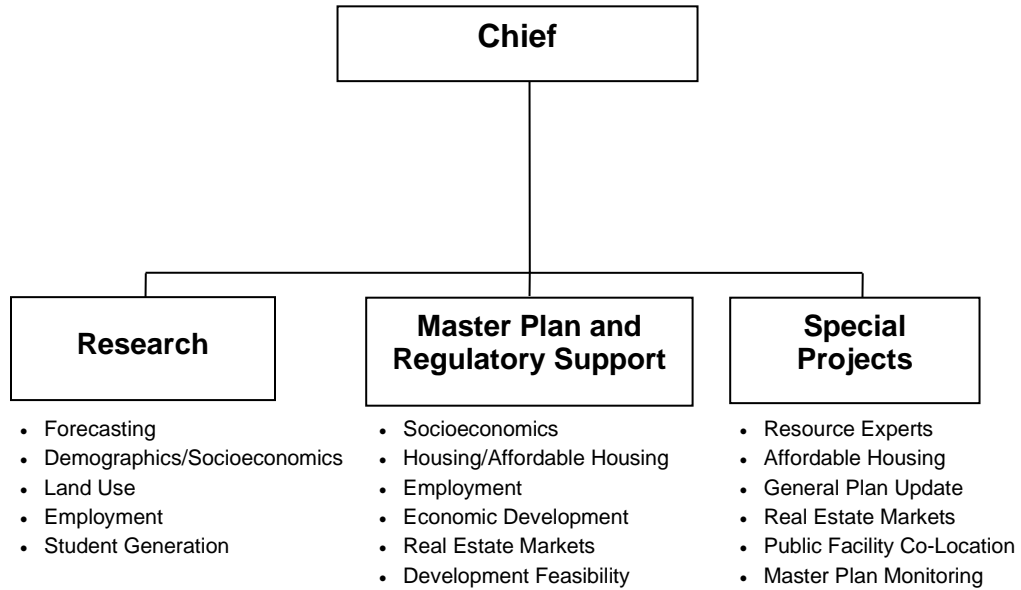 Chief
Research
Master Plan and
Regulatory Support
Special
Projects
• Forecasting
• Demographics/Socioeconomics
• Land Use
• Employment
• Student Generation
• Socioeconomics
• Housing/Affordable Housing
• Employment
• Economic Development
• Real Estate Markets
• Development Feasibility
• Resource Experts
• Affordable Housing
• General Plan Update
• Real Estate Markets
• Public Facility Co-Location
• Master Plan Monitoring